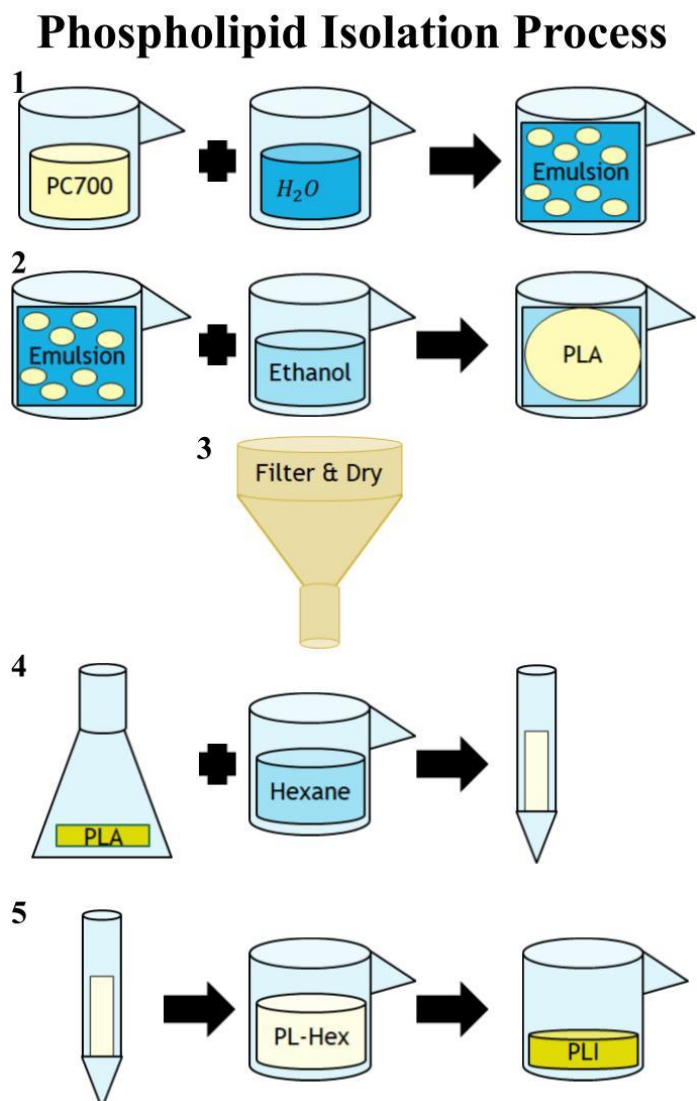 Phospholipid Isolation Process
1
PC700
H₂O
Emulsion
2
Emulsion
Ethanol
PLA
3
Filter & Dry
4
PLA
Hexane
5
PL-Hex
PLI